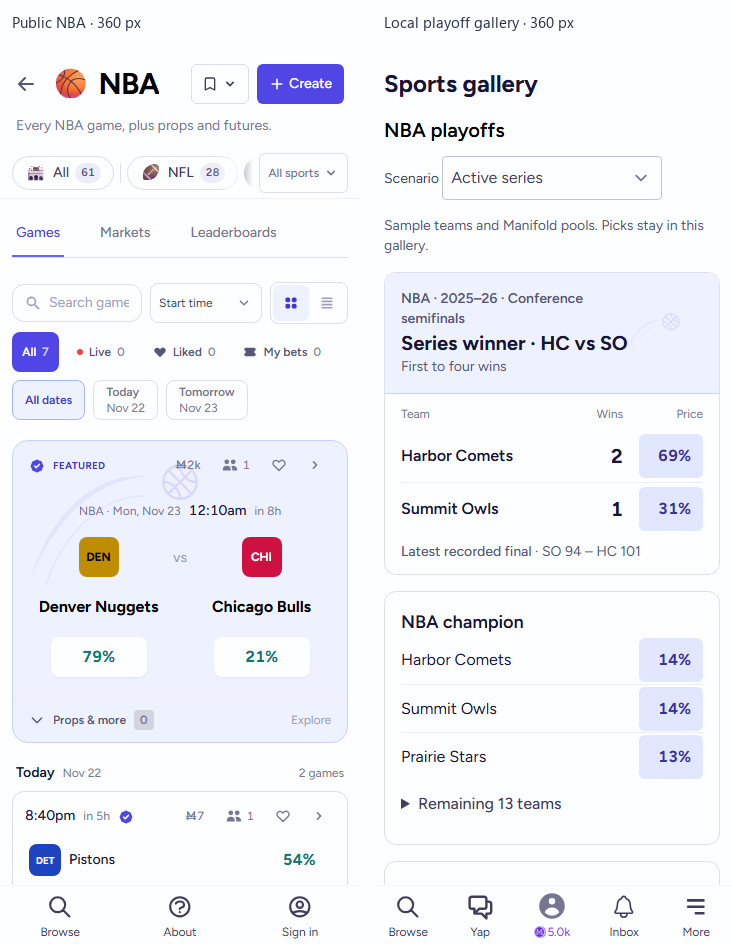 Public NBA · 360 px
NBA
Create
Every NBA game, plus props and futures.
All 61
NFL 28
All sports
Games Markets Leaderboards
Search game
Start time
All 7
Live 0
Liked 0
My bets 0
All dates
Today
Nov 22
Tomorrow
Nov 23
FEATURED
Ṁ2k
1
NBA · Mon, Nov 23 12:10am in 8h
DEN vs CHI
Denver Nuggets Chicago Bulls
79% 21%
Props & more 0 Explore
Today Nov 22 2 games
8:40pm in 5h Ṁ7 1
DET Pistons 54%
Browse About Sign in
Local playoff gallery · 360 px
Sports gallery
NBA playoffs
Scenario Active series
Sample teams and Manifold pools. Picks stay in this
gallery.
NBA · 2025–26 · Conference
semifinals
Series winner · HC vs SO
First to four wins
Team Wins Price
Harbor Comets 2 69%
Summit Owls 1 31%
Latest recorded final · SO 94 – HC 101
NBA champion
Harbor Comets 14%
Summit Owls 14%
Prairie Stars 13%
Remaining 13 teams
Browse Yap 5.0k Inbox More